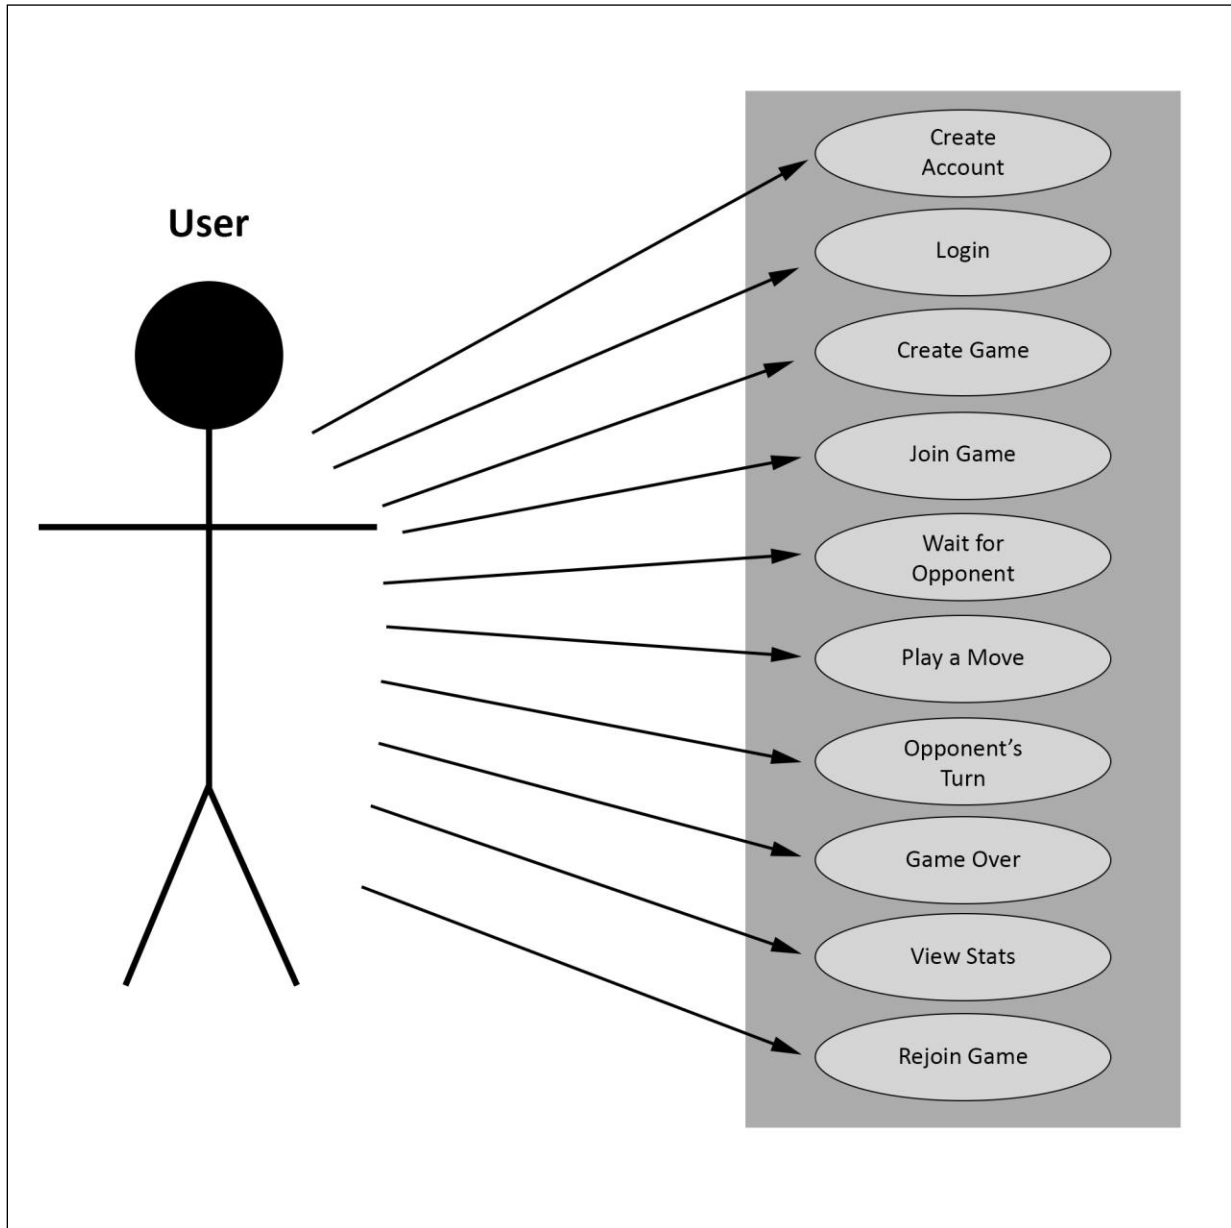 User
Create
Account
Login
Create Game
Join Game
Wait for
Opponent
Play a Move
Opponent’s
Turn
Game Over
View Stats
Rejoin Game